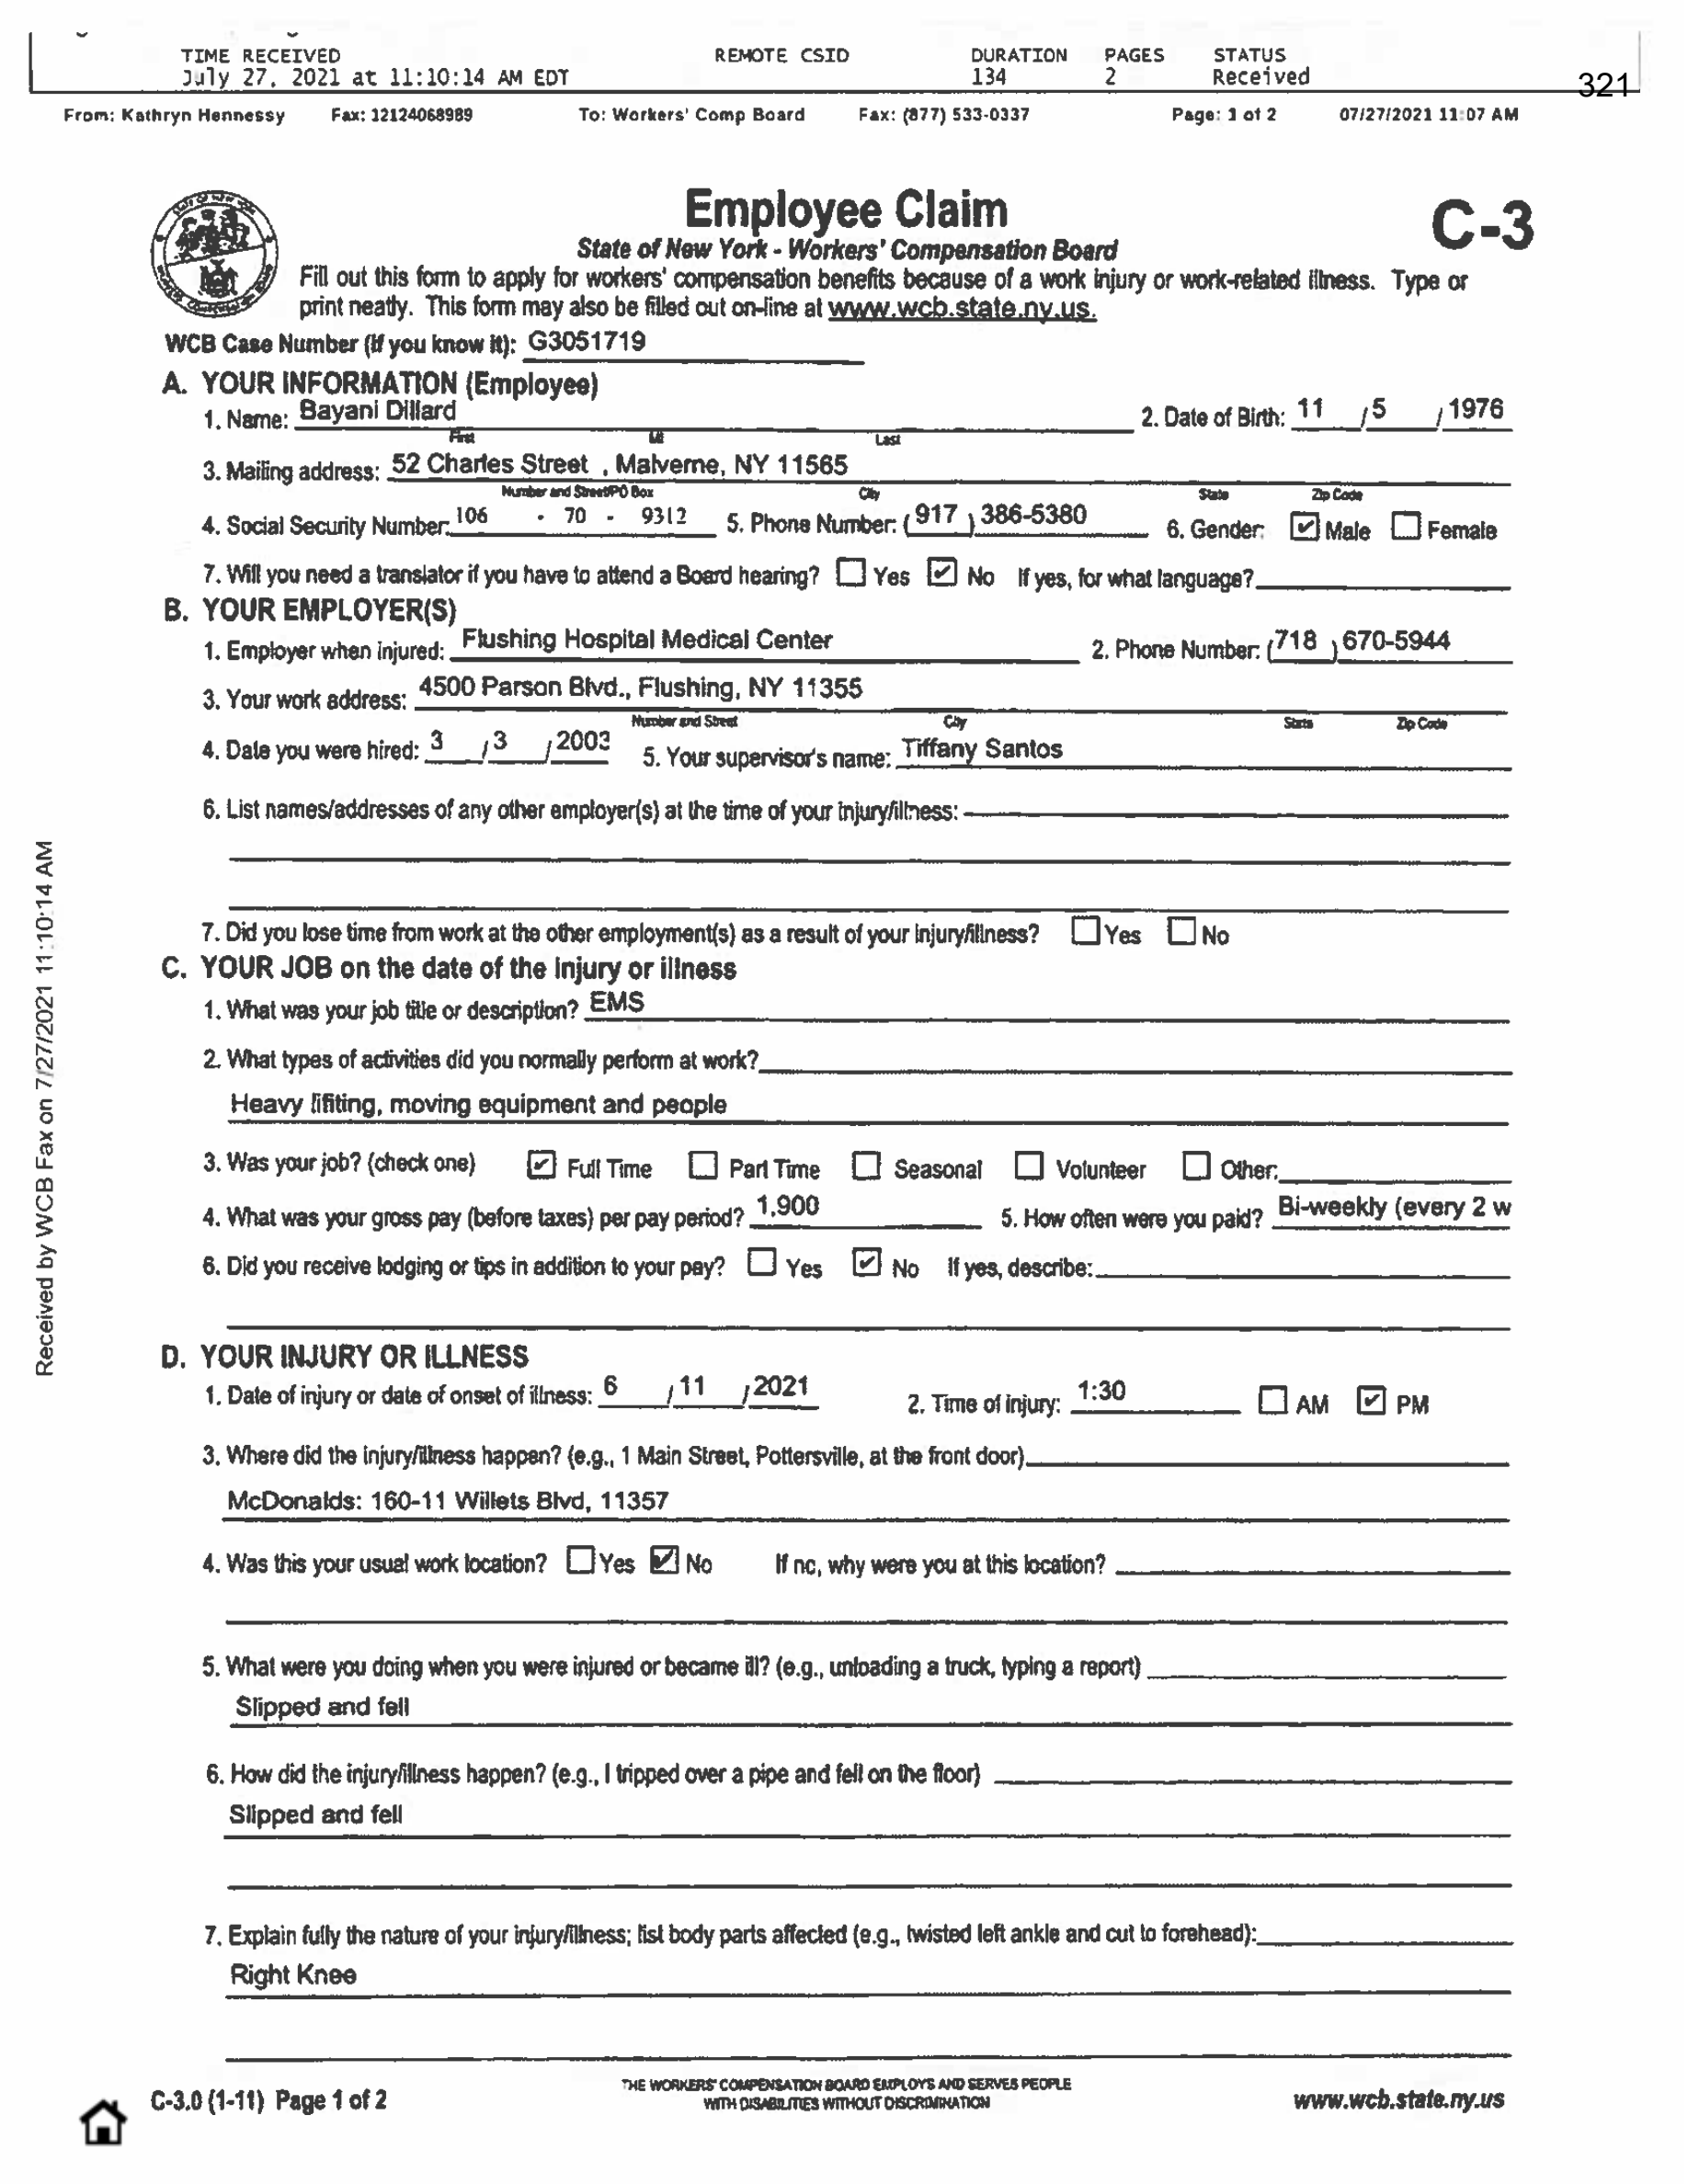 TIME RECEIVED REMOTE CSID DURATION PAGES STATUS
July 27, 2021 at 11:10:14 AM EDT 134 2 Received
321
From: Kathryn Hennessy Fax: 12124068989 To: Workers' Comp Board Fax: (877) 533-0337 Page: 1 of 2 07/27/2021 11:07 AM
Employee Claim
C-3
State of New York - Workers' Compensation Board
Fill out this form to apply for workers' compensation benefits because of a work injury or work-related illness. Type or
print neatly. This form may also be filled out on-line at www.wcb.state.ny.us.
WCB Case Number (if you know it): G3051719
A. YOUR INFORMATION (Employee)
1. Name: Bayani Dillard 2. Date of Birth: 11 / 5 / 1976
First MI Last
3. Mailing address: 52 Charles Street , Malverne, NY 11565
Number and Street/PO Box City State Zip Code
4. Social Security Number: 106 - 70 - 9312 5. Phone Number: ( 917 ) 386-5380 6. Gender: ☑ Male ☐ Female
7. Will you need a translator if you have to attend a Board hearing? ☐ Yes ☑ No If yes, for what language?
B. YOUR EMPLOYER(S)
1. Employer when injured: Flushing Hospital Medical Center 2. Phone Number: (718 ) 670-5944
3. Your work address: 4500 Parson Blvd., Flushing, NY 11355
Number and Street City State Zip Code
4. Date you were hired: 3 / 3 / 2003 5. Your supervisor's name: Tiffany Santos
6. List names/addresses of any other employer(s) at the time of your injury/illness:
7. Did you lose time from work at the other employment(s) as a result of your injury/illness? ☐ Yes ☐ No
C. YOUR JOB on the date of the injury or illness
1. What was your job title or description? EMS
2. What types of activities did you normally perform at work?
Heavy lifiting, moving equipment and people
3. Was your job? (check one) ☑ Full Time ☐ Part Time ☐ Seasonal ☐ Volunteer ☐ Other:
4. What was your gross pay (before taxes) per pay period? 1,900 5. How often were you paid? Bi-weekly (every 2 w
6. Did you receive lodging or tips in addition to your pay? ☐ Yes ☑ No If yes, describe:
D. YOUR INJURY OR ILLNESS
1. Date of injury or date of onset of illness: 6 / 11 / 2021 2. Time of injury: 1:30 ☐ AM ☑ PM
3. Where did the injury/illness happen? (e.g., 1 Main Street, Pottersville, at the front door)
McDonalds: 160-11 Willets Blvd, 11357
4. Was this your usual work location? ☐ Yes ☑ No If no, why were you at this location?
5. What were you doing when you were injured or became ill? (e.g., unloading a truck, typing a report)
Slipped and fell
6. How did the injury/illness happen? (e.g., I tripped over a pipe and fell on the floor)
Slipped and fell
7. Explain fully the nature of your injury/illness; list body parts affected (e.g., twisted left ankle and cut to forehead):
Right Knee
C-3.0 (1-11) Page 1 of 2
THE WORKERS' COMPENSATION BOARD EMPLOYS AND SERVES PEOPLE
WITH DISABILITIES WITHOUT DISCRIMINATION
www.wcb.state.ny.us
Received by WCB Fax on 7/27/2021 11:10:14 AM